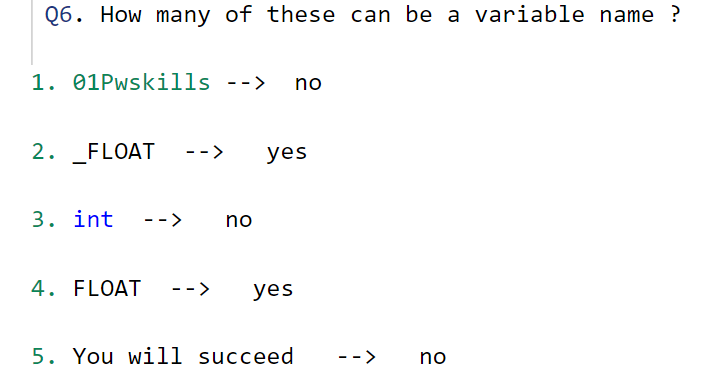 Q6. How many of these can be a variable name ?
1. 01Pwskills --> no
2. _FLOAT --> yes
3. int --> no
4. FLOAT --> yes
5. You will succeed --> no